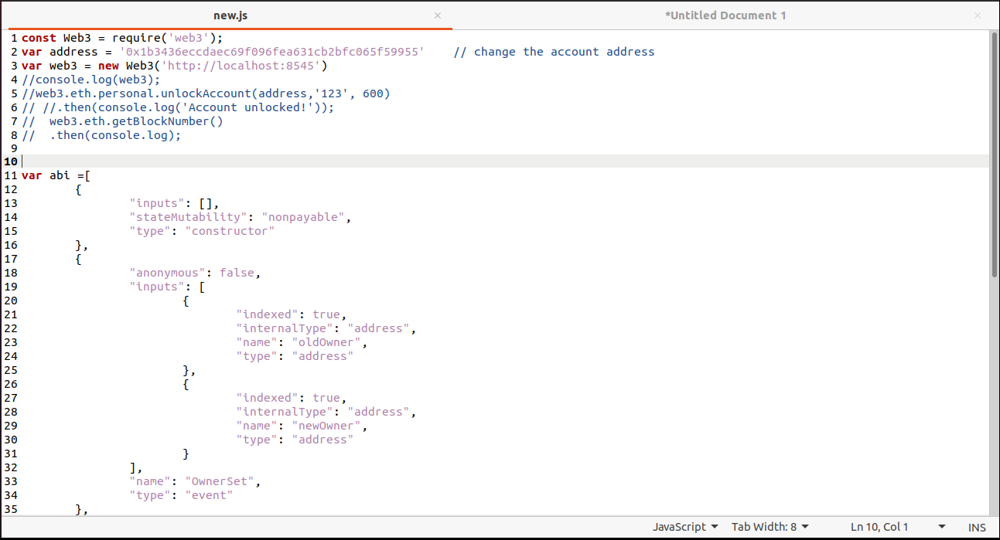 new.js × *Untitled Document 1 ×
1 const Web3 = require('web3');
2 var address = '0x1b3436eccdaec69f096fea631cb2bfc065f59955' // change the account address
3 var web3 = new Web3('http://localhost:8545')
4 //console.log(web3);
5 //web3.eth.personal.unlockAccount(address,'123', 600)
6 // //.then(console.log('Account unlocked!'));
7 // web3.eth.getBlockNumber()
8 // .then(console.log);
9
10
11 var abi =[
12 {
13 "inputs": [],
14 "stateMutability": "nonpayable",
15 "type": "constructor"
16 },
17 {
18 "anonymous": false,
19 "inputs": [
20 {
21 "indexed": true,
22 "internalType": "address",
23 "name": "oldOwner",
24 "type": "address"
25 },
26 {
27 "indexed": true,
28 "internalType": "address",
29 "name": "newOwner",
30 "type": "address"
31 }
32 ],
33 "name": "OwnerSet",
34 "type": "event"
35 },
JavaScript Tab Width: 8 Ln 10, Col 1 INS